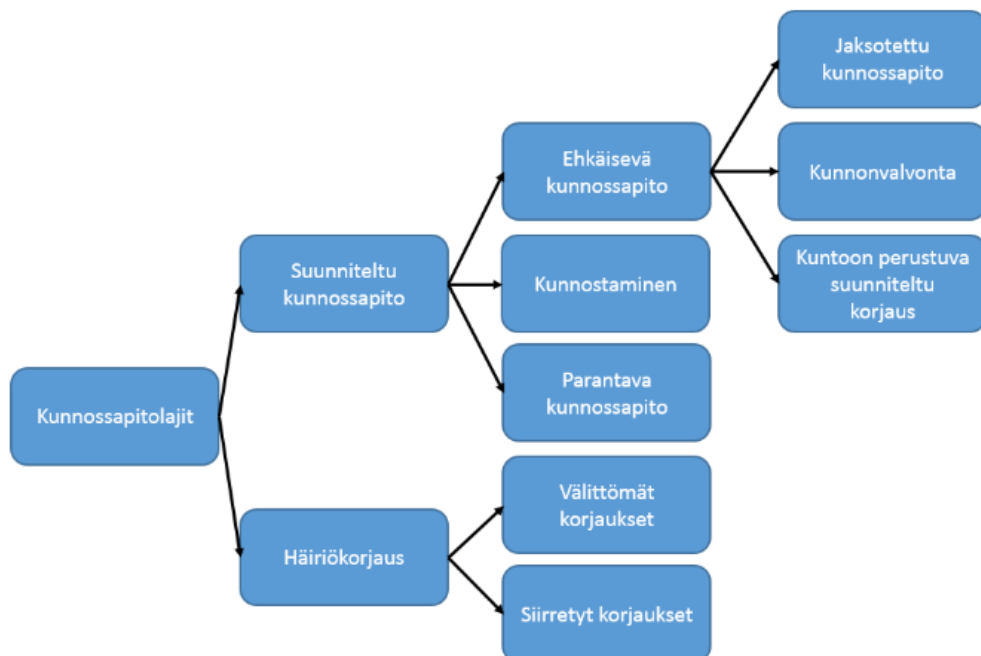 Jaksotettu
kunnossapito
Ehkäisevä
kunnossapito
Kunnonvalvonta
Suunniteltu
kunnossapito
Kunnostaminen
Kuntoon perustuva
suunniteltu
korjaus
Kunnossapitolajit
Parantava
kunnossapito
Häiriökorjaus
Välittömät
korjaukset
Siirretyt korjaukset